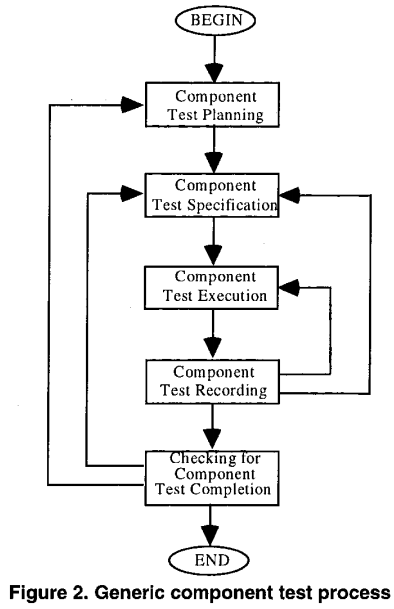 BEGIN
Component
Test Planning
Component
Test Specification
Component
Test Execution
Component
Test Recording
Checking for
Component
Test Completion
END
Figure 2. Generic component test process